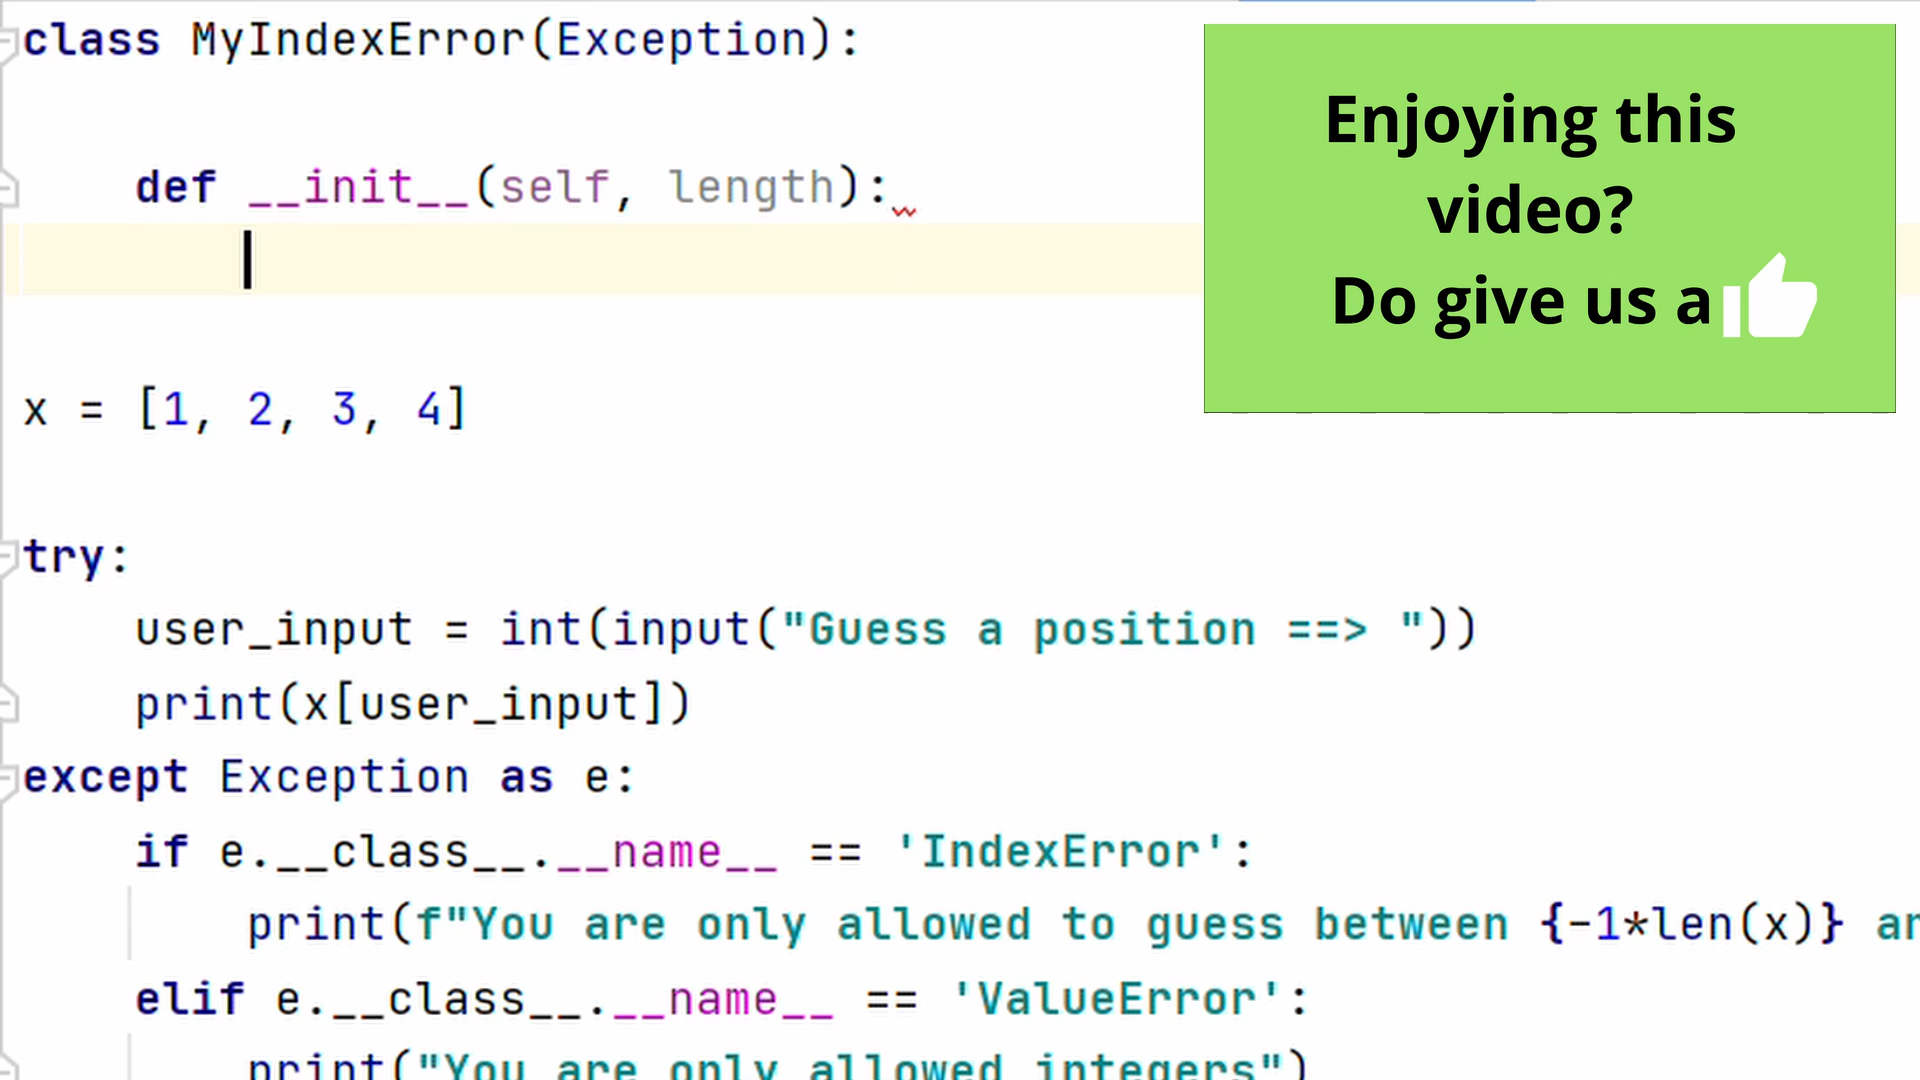 class MyIndexError(Exception):
    def __init__(self, length):
x = [1, 2, 3, 4]
try:
    user_input = int(input("Guess a position ==> "))
    print(x[user_input])
except Exception as e:
    if e.__class__.__name__ == 'IndexError':
        print(f"You are only allowed to guess between {-1*len(x)}
    elif e.__class__.__name__ == 'ValueError':
        print("You are only allowed integers")
Enjoying this
video?
Do give us a